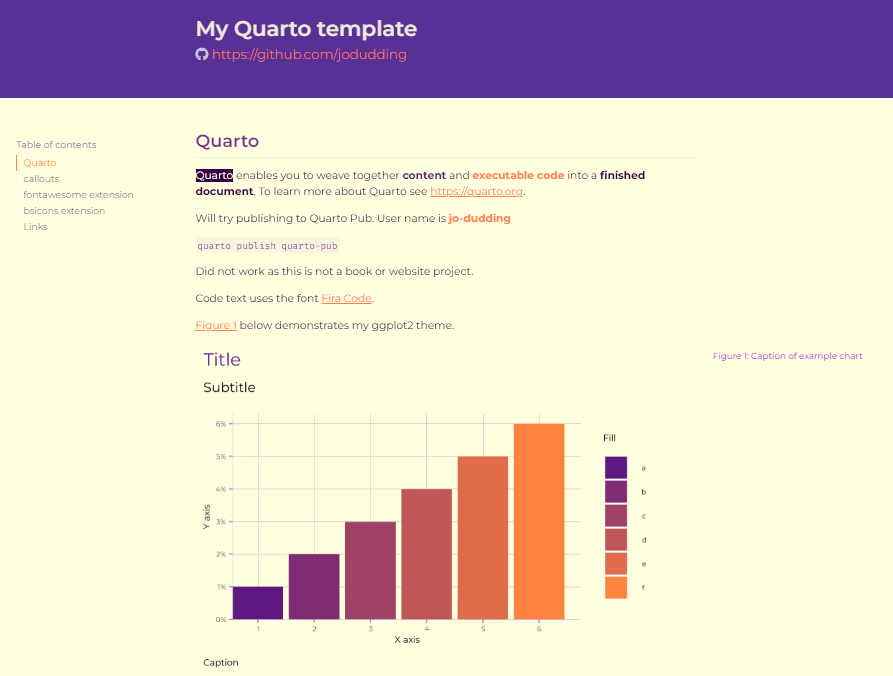 My Quarto template
https://github.com/jodudding
Table of contents
Quarto
callouts
fontawesome extension
bsicons extension
Links
Quarto
Quarto enables you to weave together content and executable code into a finished
document. To learn more about Quarto see https://quarto.org.
Will try publishing to Quarto Pub. User name is jo-dudding
quarto publish quarto-pub
Did not work as this is not a book or website project.
Code text uses the font Fira Code.
Figure 1 below demonstrates my ggplot2 theme.
Figure 1: Caption of example chart
Title
Subtitle
6%
5%
4%
3%
2%
1%
0%
Y axis
1 2 3 4 5 6
X axis
Fill
a
b
c
d
e
f
Caption